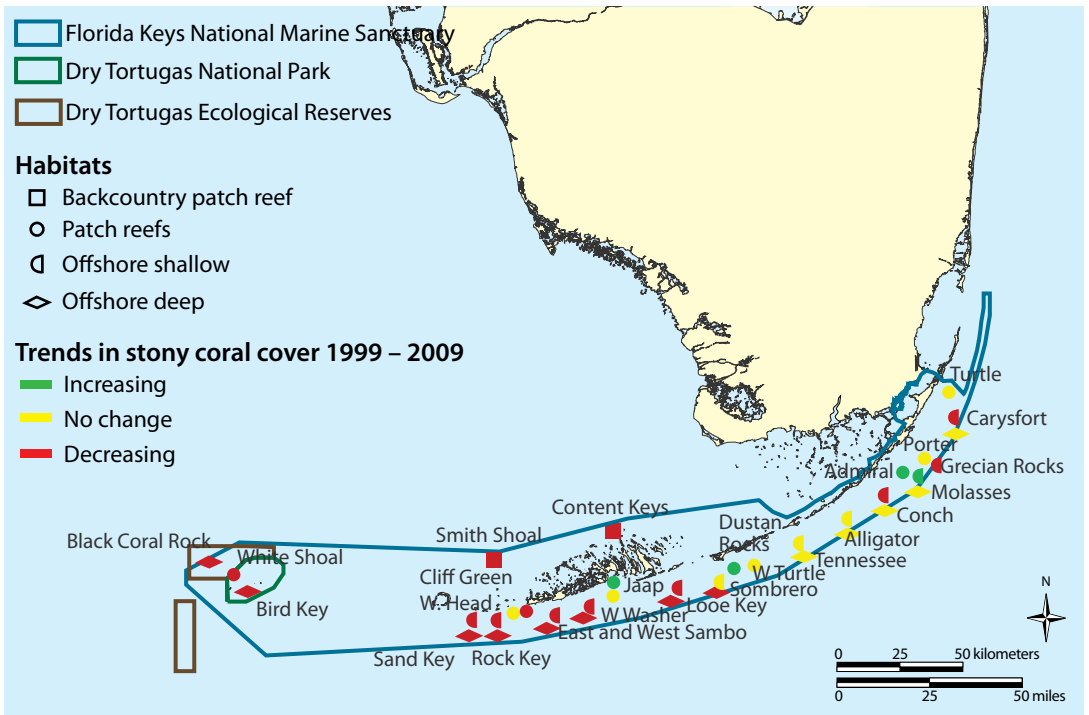 Florida Keys National Marine Sanctuary
Dry Tortugas National Park
Dry Tortugas Ecological Reserves
Habitats
Backcountry patch reef
Patch reefs
Offshore shallow
Offshore deep
Trends in stony coral cover 1999 – 2009
Increasing
No change
Decreasing
Turtle
Carysfort
Porter
Admiral
Grecian Rocks
Molasses
Conch
Alligator
Tennessee
Dustan
Rocks
W Turtle
Sombrero
Content Keys
Smith Shoal
Black Coral Rock
White Shoal
Bird Key
Cliff Green
W. Head
Jaap
W Washer
Looe Key
East and West Sambo
Sand Key
Rock Key
N
0 25 50 kilometers
0 25 50 miles